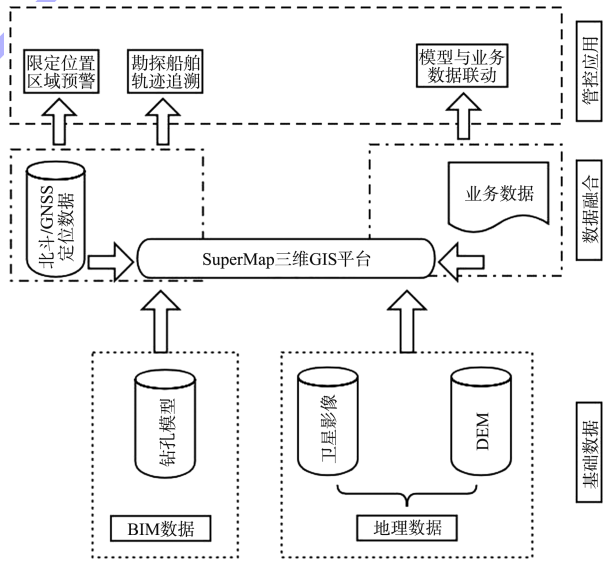 限定位置
区域预警
勘探船舶
轨迹追溯
模型与业务
数据联动
管控应用
北斗/GNSS
定位数据
业务数据
数据融合
SuperMap三维GIS平台
钻孔模型
卫星影像
DEM
基础数据
BIM数据
地理数据